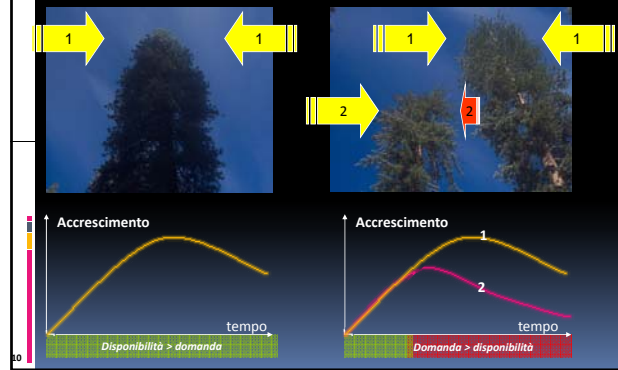 1 1
1 1
2 2
Accrescimento
tempo
Disponibilità > domanda
Accrescimento
1
2
tempo
Domanda > disponibilità
10